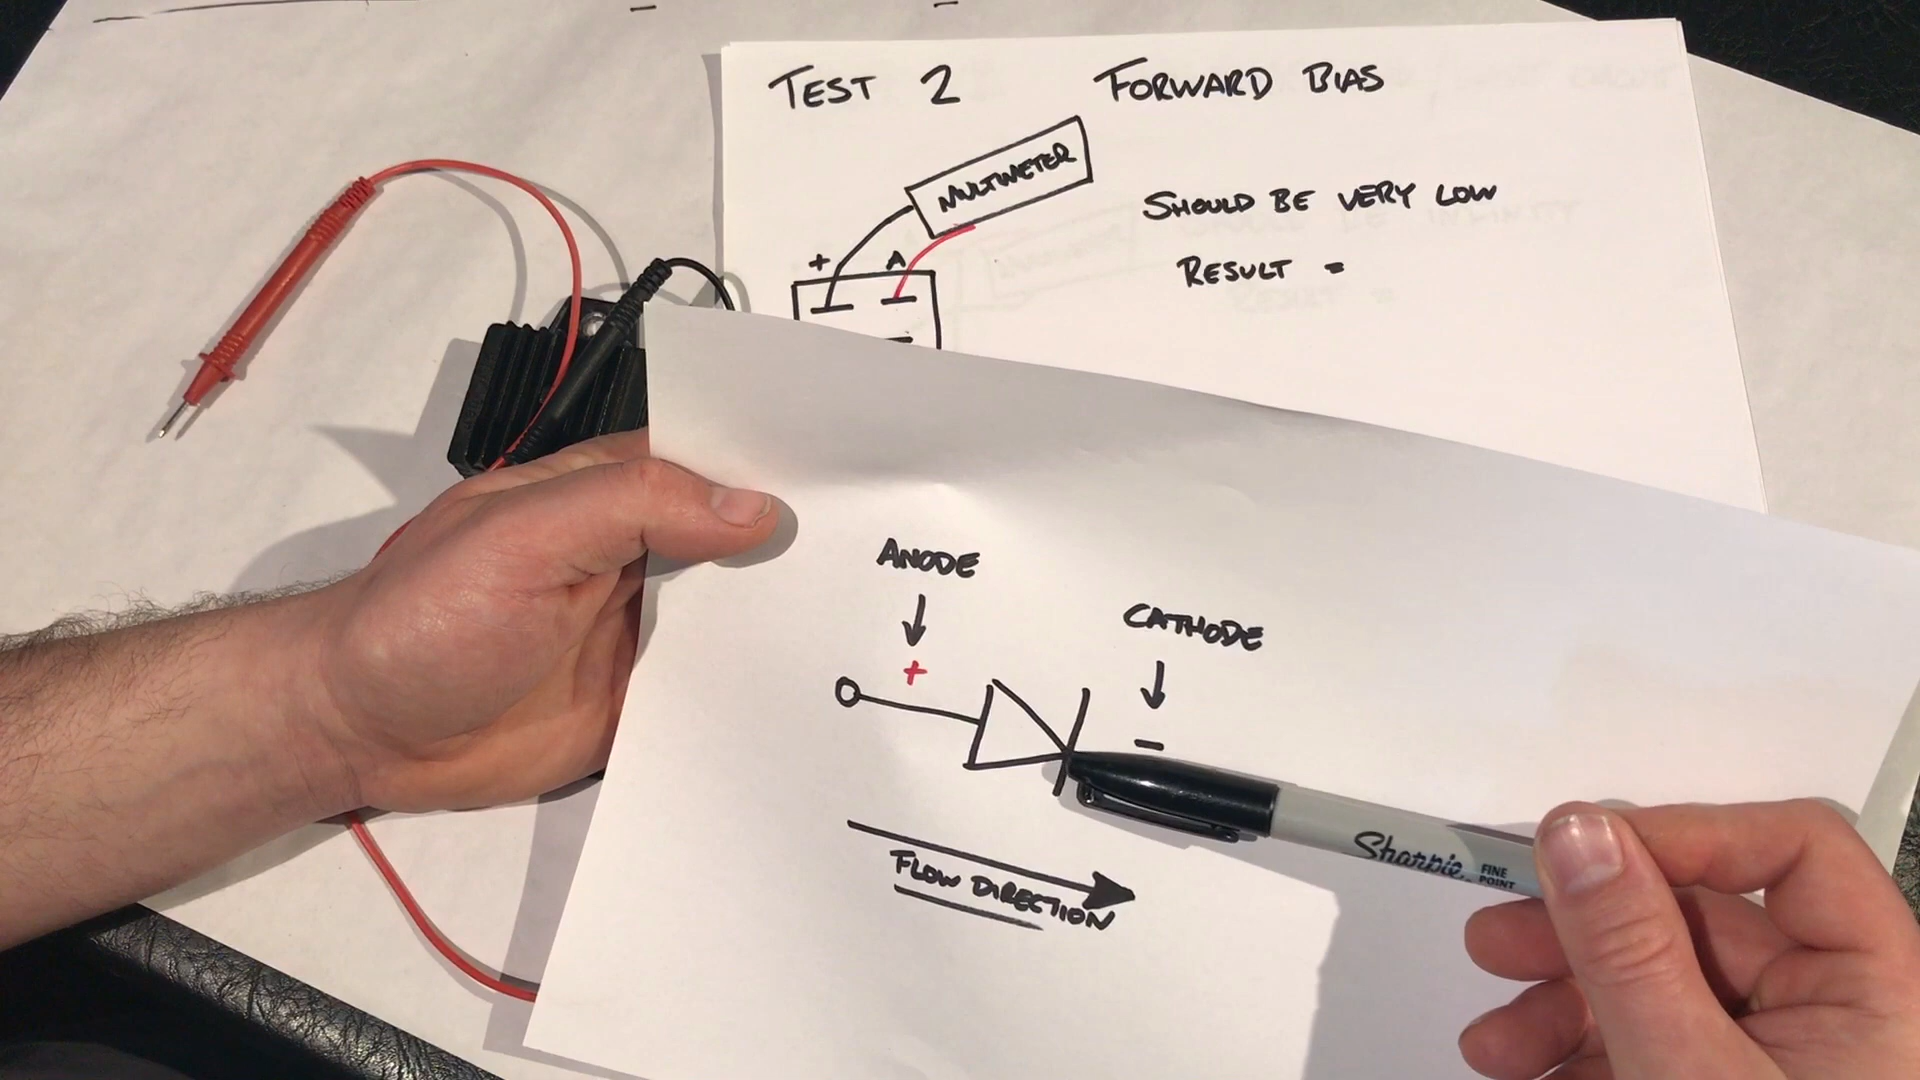 TEST 2 FORWARD BIAS
MULTIMETER
SHOULD BE VERY LOW
+ A
RESULT =
ANODE
CATHODE
+
-
FLOW DIRECTION
Sharpie FINE
POINT